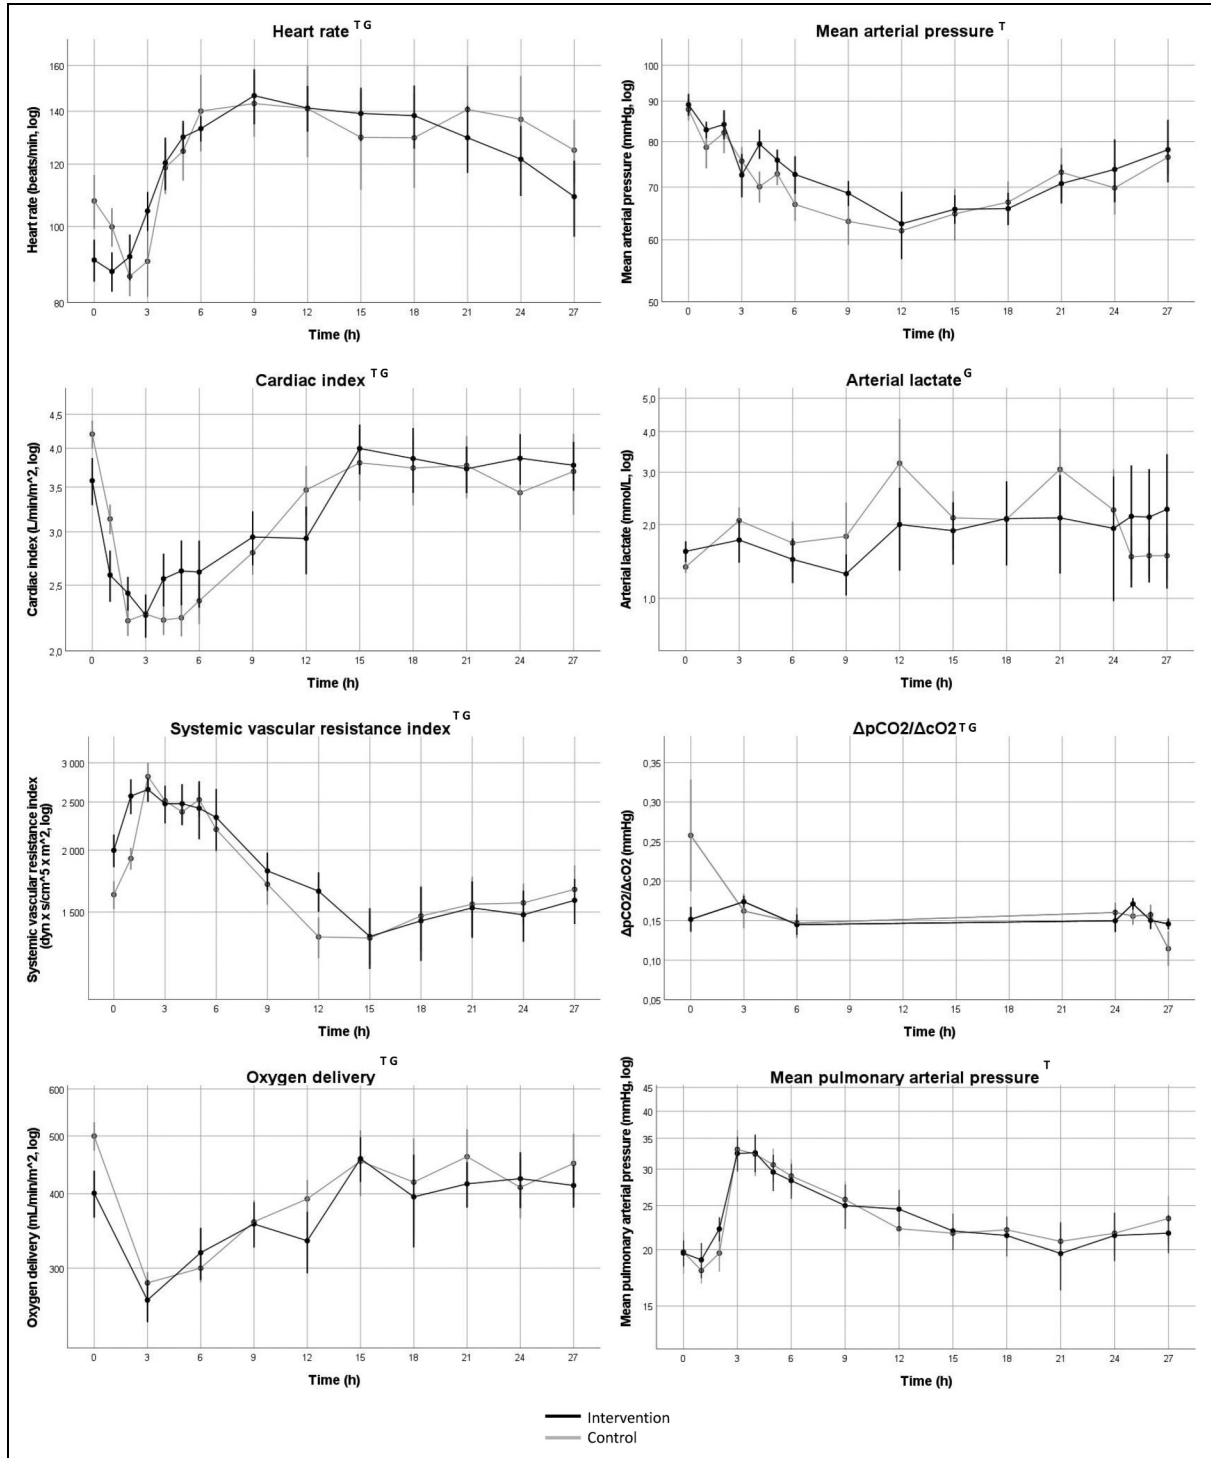 Heart rate T G
Heart rate (beats/min, log)
160
140
120
100
80
0 3 6 9 12 15 18 21 24 27
Time (h)
Mean arterial pressure T
Mean arterial pressure (mmHg, log)
100
90
80
70
60
50
0 3 6 9 12 15 18 21 24 27
Time (h)
Cardiac index T G
Cardiac index (L/min/m^2, log)
4,5
4,0
3,5
3,0
2,5
2,0
0 3 6 9 12 15 18 21 24 27
Time (h)
Arterial lactate G
Arterial lactate (mmol/L, log)
5,0
4,0
3,0
2,0
1,0
0 3 6 9 12 15 18 21 24 27
Time (h)
Systemic vascular resistance index T G
Systemic vascular resistance index
(dyn x s/cm^5 x m^2, log)
3 000
2 500
2 000
1 500
0 3 6 9 12 15 18 21 24 27
Time (h)
ΔpCO2/ΔcO2 T G
ΔpCO2/ΔcO2 (mmHg)
0,35
0,30
0,25
0,20
0,15
0,10
0,05
0 3 6 9 12 15 18 21 24 27
Time (h)
Oxygen delivery T G
Oxygen delivery (mL/min/m^2, log)
600
500
400
300
0 3 6 9 12 15 18 21 24 27
Time (h)
Mean pulmonary arterial pressure T
Mean pulmonary arterial pressure (mmHg, log)
45
40
35
30
25
20
15
0 3 6 9 12 15 18 21 24 27
Time (h)
Intervention
Control